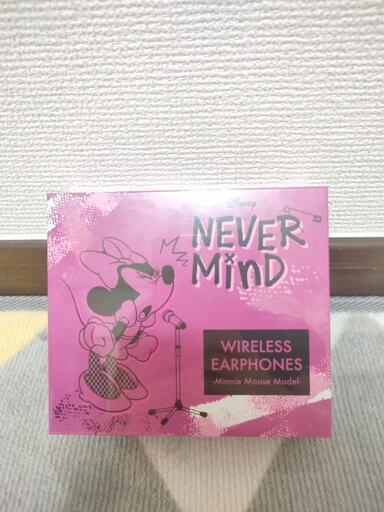 Disney
NEVER
MinD
WIRELESS
EARPHONES
-Minnie Mouse Model-